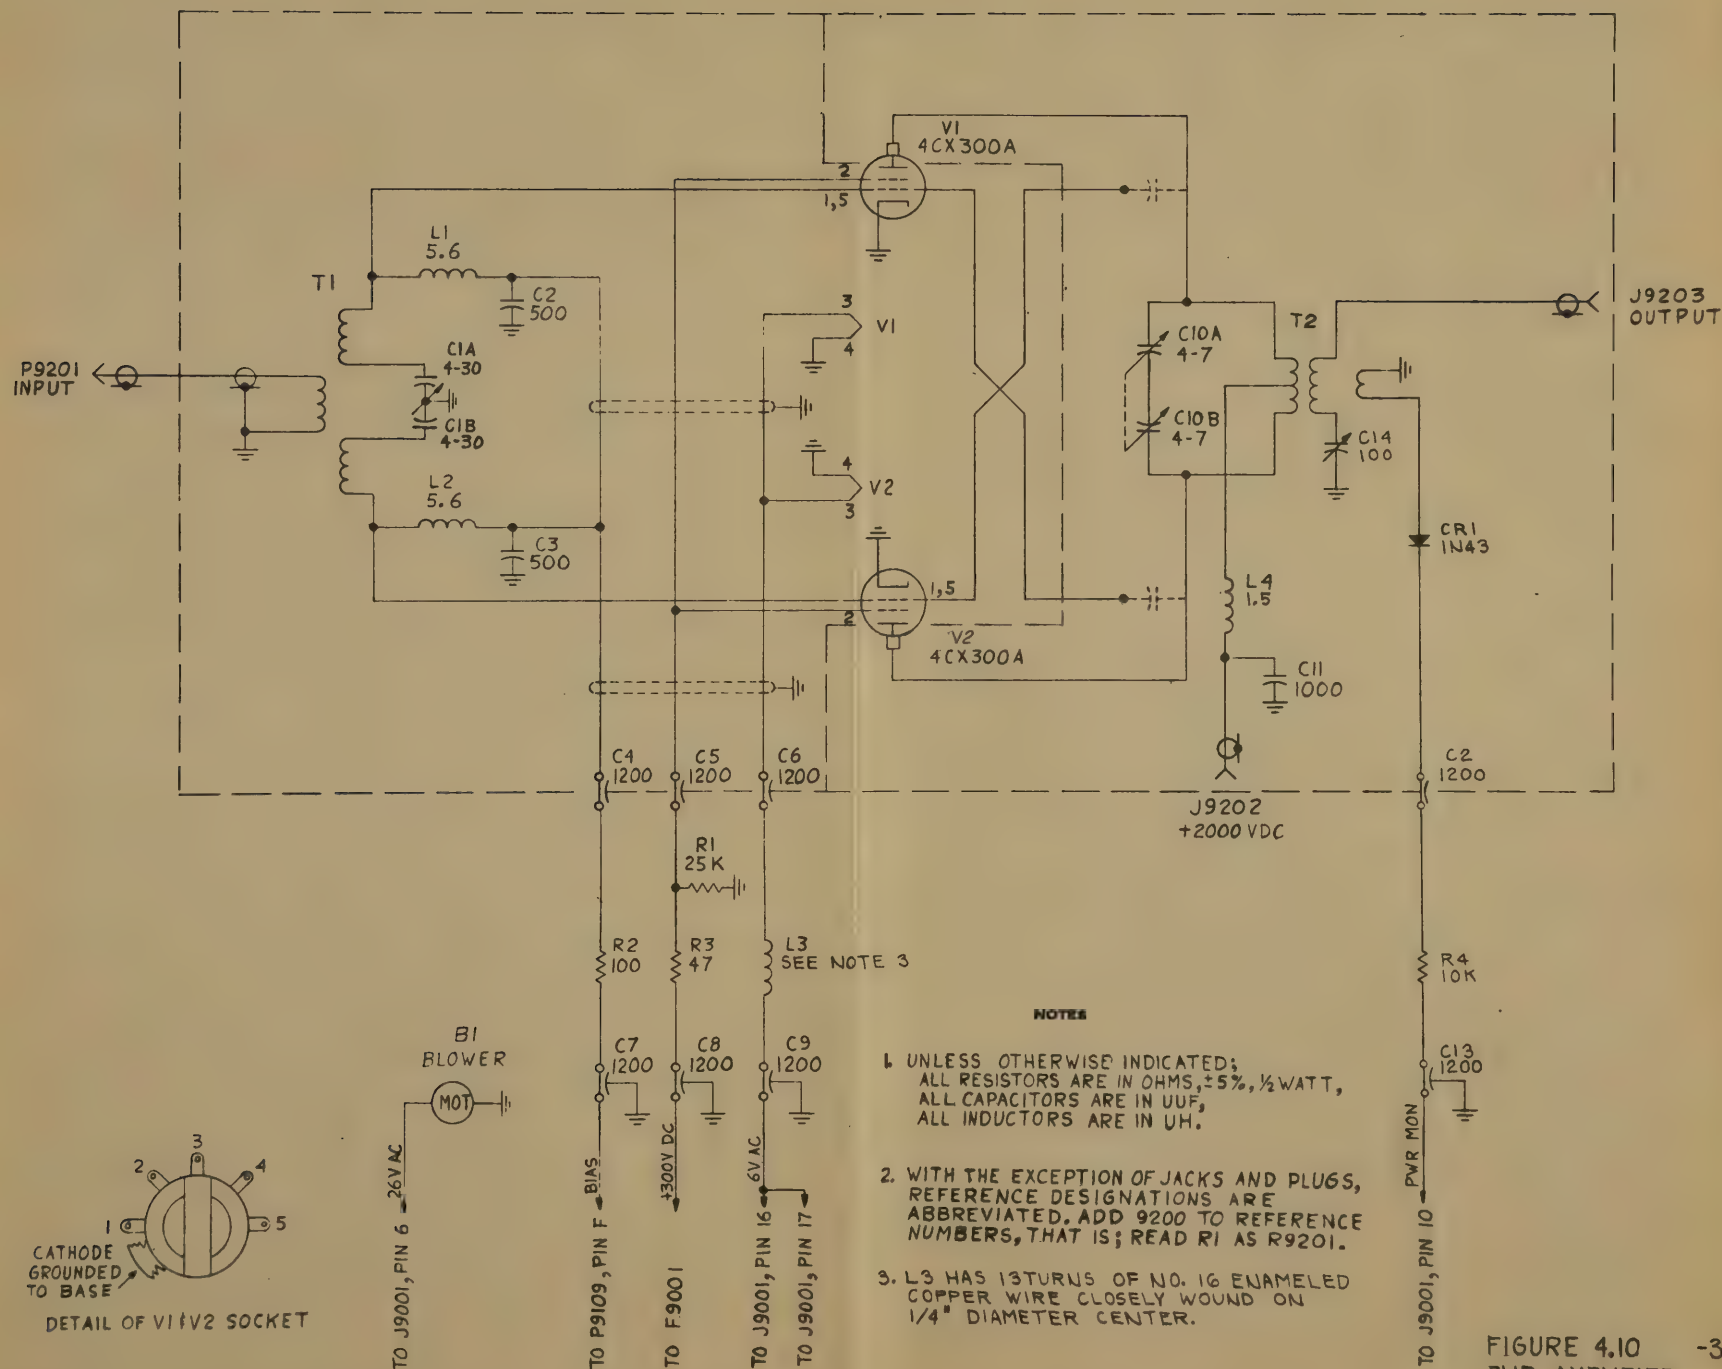 V1
4CX300A
2
1,5
L1
5.6
T1
C2
500
3
V1
4
J9203
OUTPUT
T2
C1A
4-30
C10A
4-7
P9201
INPUT
C1B
4-30
C10B
4-7
C14
100
4
V2
3
L2
5.6
C3
500
CR1
1N43
1,5
2
L4
1.5
V2
4CX300A
C11
1000
C4
1200
C5
1200
C6
1200
C2
1200
J9202
+2000 VDC
R1
25K
R2
100
R3
47
L3
SEE NOTE 3
R4
10K
B1
BLOWER
MOT
C7
1200
C8
1200
C9
1200
C13
1200
26VAC
BIAS
+300V DC
6VAC
PWR MON
TO J9001, PIN 6
TO P9109, PIN F
TO F9001
TO J9001, PIN 16
TO J9001, PIN 17
TO J9001, PIN 10
3
2
4
1
5
CATHODE
GROUNDED
TO BASE
DETAIL OF V1 & V2 SOCKET
NOTES
1. UNLESS OTHERWISE INDICATED;
ALL RESISTORS ARE IN OHMS, ±5%, 1/2 WATT,
ALL CAPACITORS ARE IN UUF,
ALL INDUCTORS ARE IN UH.
2. WITH THE EXCEPTION OF JACKS AND PLUGS,
REFERENCE DESIGNATIONS ARE
ABBREVIATED. ADD 9200 TO REFERENCE
NUMBERS, THAT IS; READ R1 AS R9201.
3. L3 HAS 13 TURNS OF NO. 16 ENAMELED
COPPER WIRE CLOSELY WOUND ON
1/4" DIAMETER CENTER.
FIGURE 4.10 -3